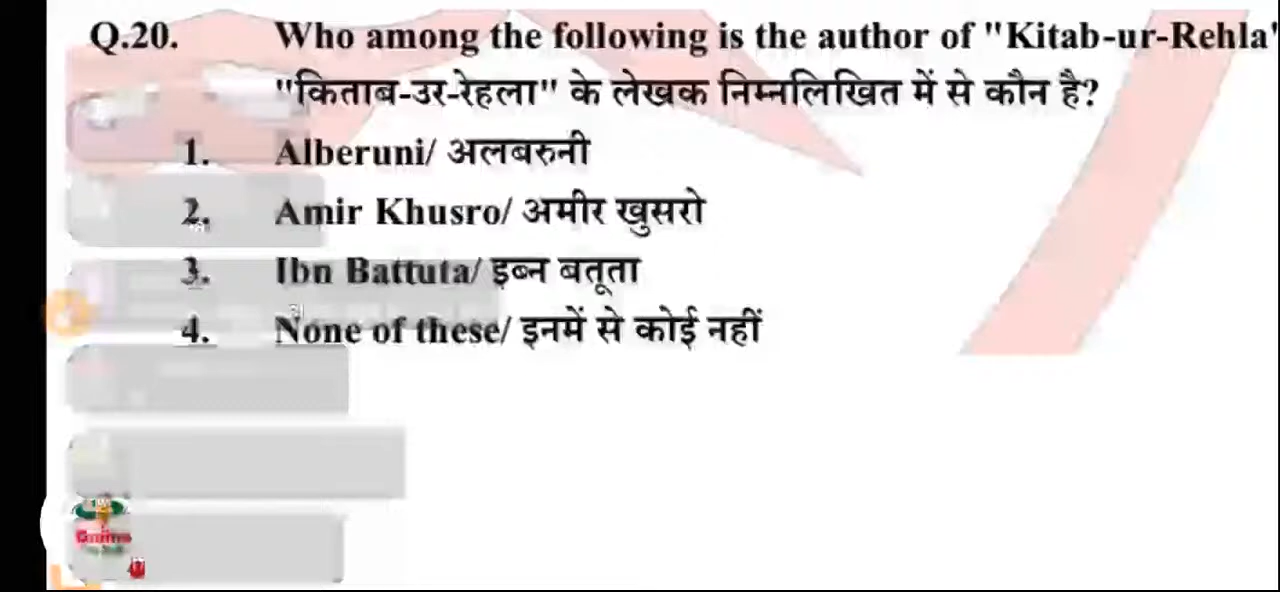 Q.20. Who among the following is the author of "Kitab-ur-Rehla"
"किताब-उर-रेहला" के लेखक निम्नलिखित में से कौन है?
1. Alberuni/ अलबरुनी
2. Amir Khusro/ अमीर खुसरो
3. Ibn Battuta/ इब्न बतूता
4. None of these/ इनमें से कोई नहीं
Online